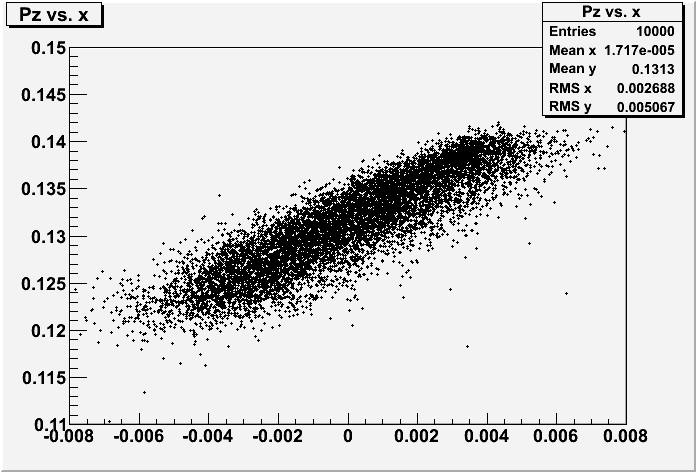 Pz vs. x
Pz vs. x
Entries 10000
Mean x 1.717e-005
Mean y 0.1313
RMS x 0.002688
RMS y 0.005067
0.15
0.145
0.14
0.135
0.13
0.125
0.12
0.115
0.11
-0.008 -0.006 -0.004 -0.002 0 0.002 0.004 0.006 0.008